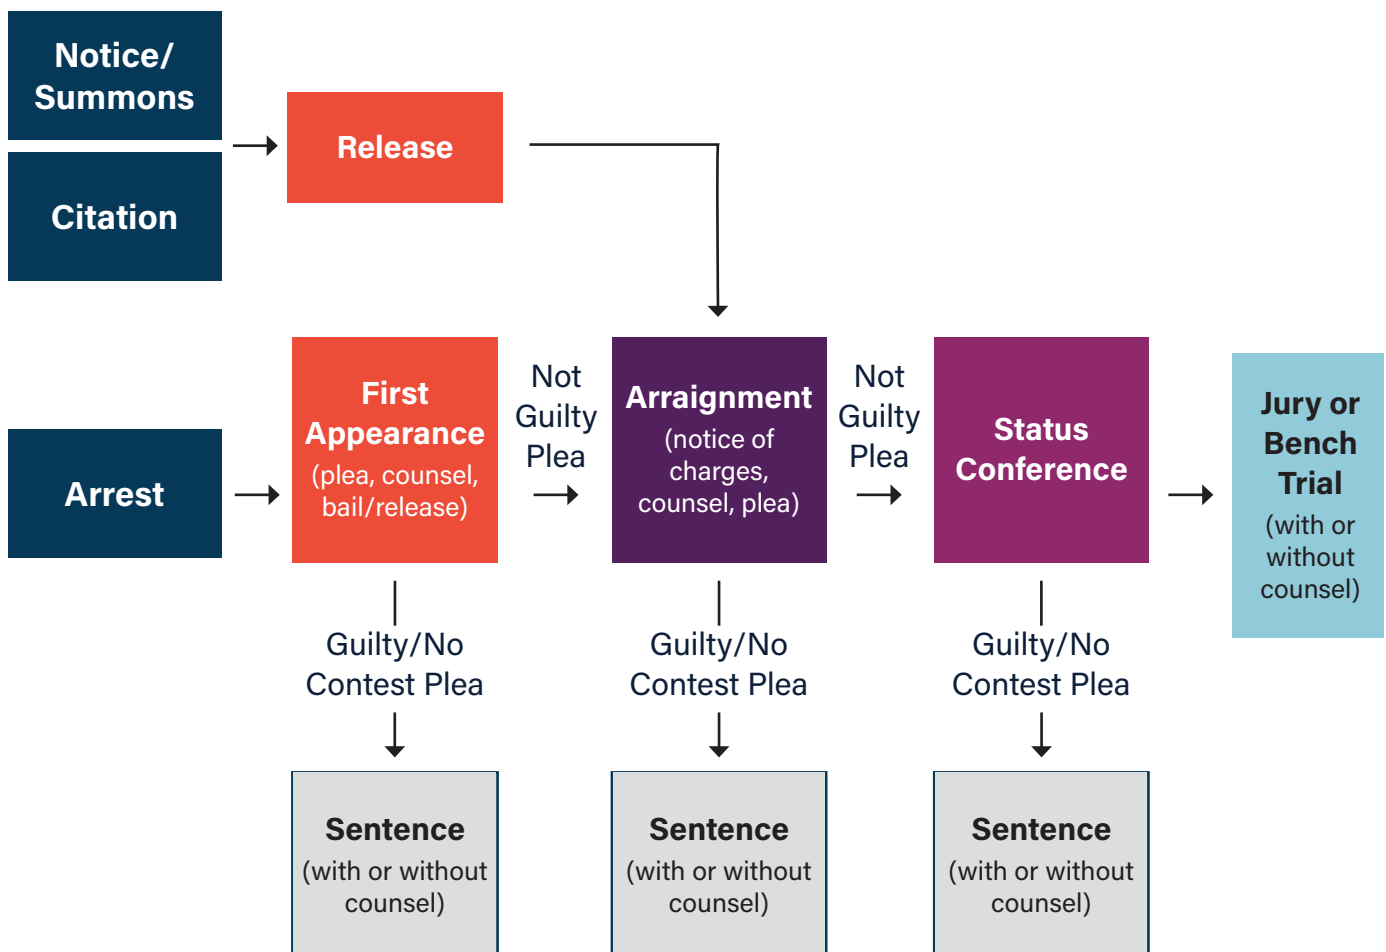 Notice/
Summons
Citation
Release
Arrest
First
Appearance
(plea, counsel,
bail/release)
Not
Guilty
Plea
Arraignment
(notice of
charges,
counsel, plea)
Not
Guilty
Plea
Status
Conference
Jury or
Bench
Trial
(with or
without
counsel)
Guilty/No
Contest Plea
Guilty/No
Contest Plea
Guilty/No
Contest Plea
Sentence
(with or without
counsel)
Sentence
(with or without
counsel)
Sentence
(with or without
counsel)